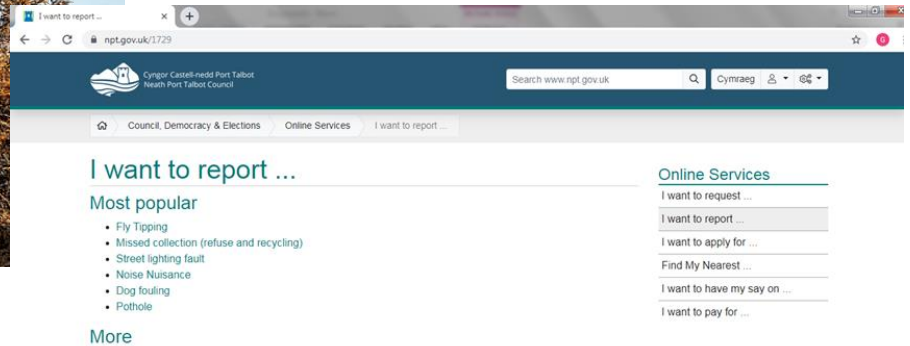 I want to report ...
npt.gov.uk/1729
G
Cyngor Castell-nedd Port Talbot
Neath Port Talbot Council
Search www.npt.gov.uk
Cymraeg
Council, Democracy & Elections
Online Services
I want to report ...
I want to report ...
Most popular
Fly Tipping
Missed collection (refuse and recycling)
Street lighting fault
Noise Nuisance
Dog fouling
Pothole
More
Online Services
I want to request ...
I want to report ...
I want to apply for ...
Find My Nearest ...
I want to have my say on ...
I want to pay for ...